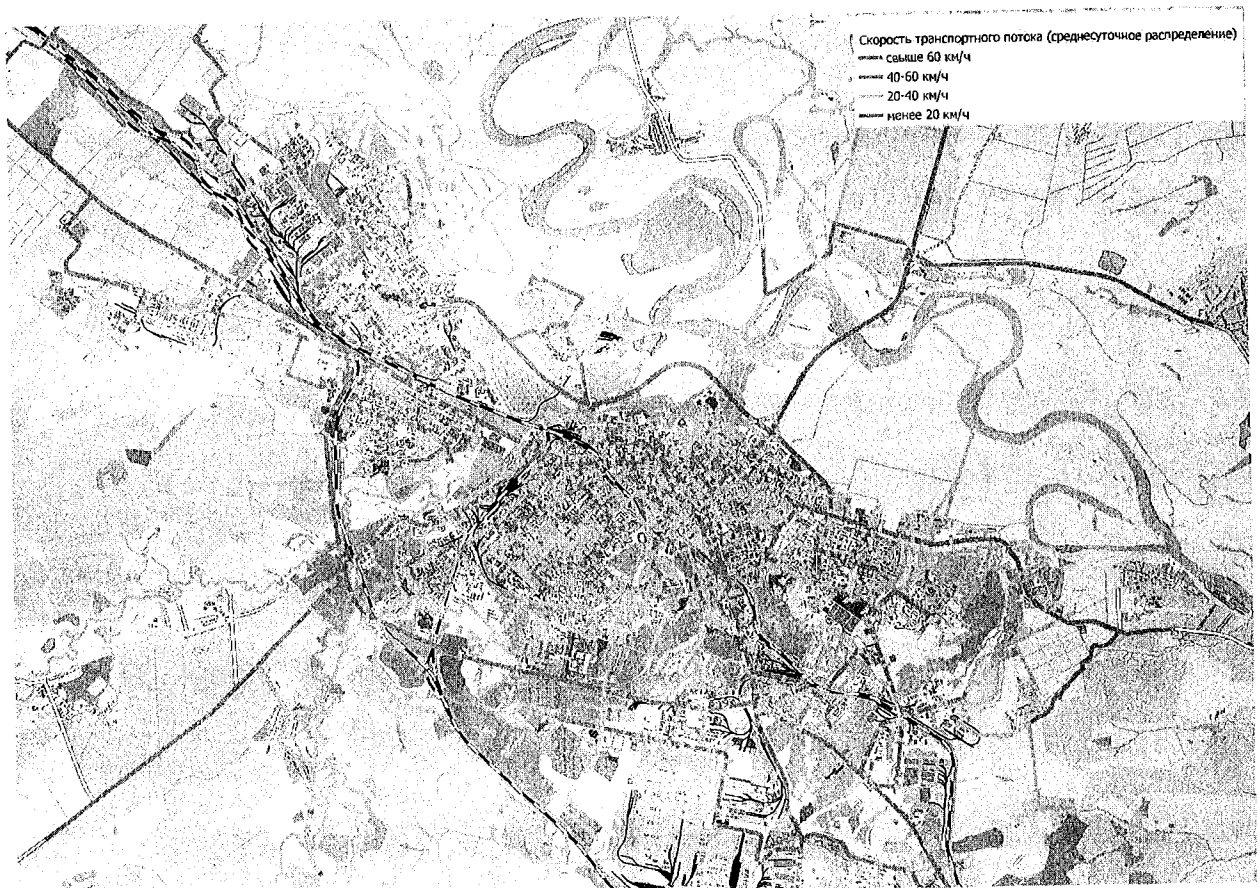 Скорость транспортного потока (среднесуточное распределение)
свыше 60 км/ч
40-60 км/ч
20-40 км/ч
менее 20 км/ч